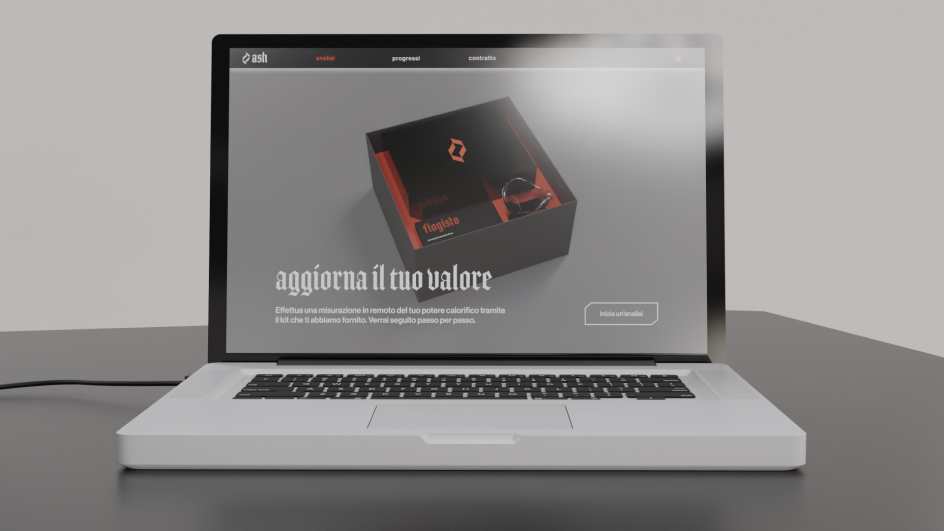 ash
analisi
progressi
contratto
flogisto
aggiorna il tuo valore
Effettua una misurazione in remoto del tuo potere calorifico tramite
il kit che ti abbiamo fornito. Verrai seguito passo per passo.
inizia un'analisi